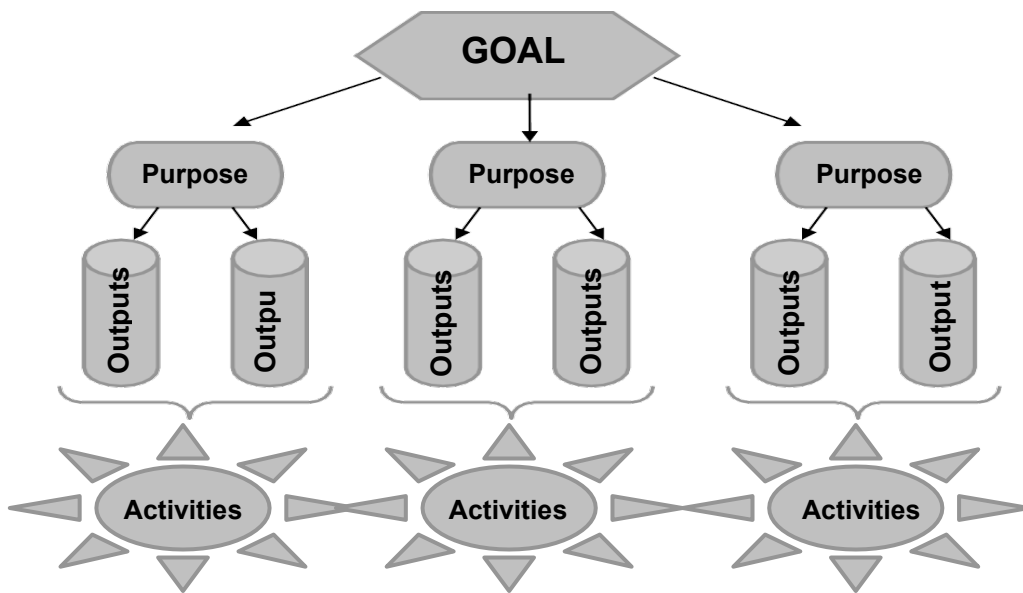 GOAL
Purpose
Purpose
Purpose
Outputs
Outpu
Outputs
Outputs
Outputs
Output
Activities
Activities
Activities